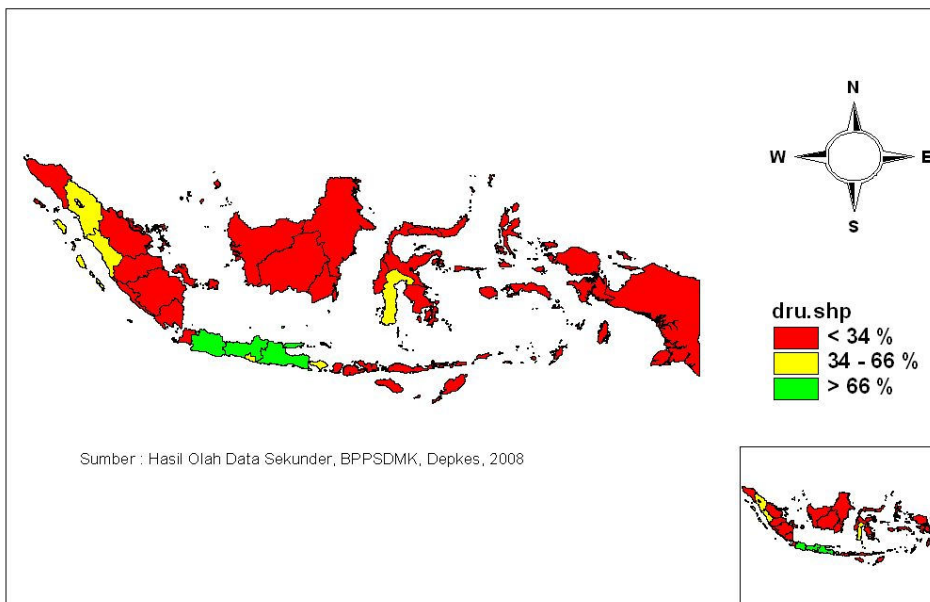 N
W
E
S
dru.shp
< 34 %
34 - 66 %
> 66 %
Sumber : Hasil Olah Data Sekunder, BPPSDMK, Depkes, 2008